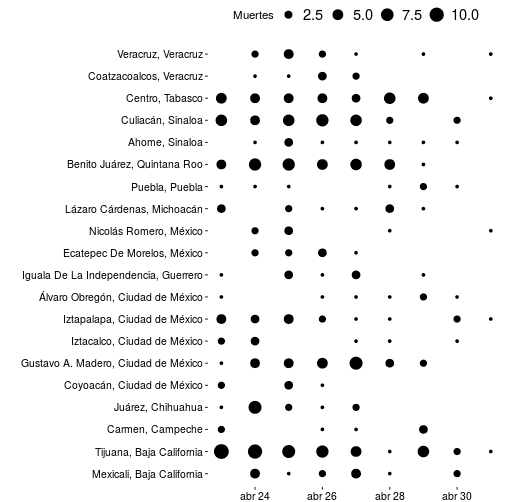 Muertes 2.5 5.0 7.5 10.0
Veracruz, Veracruz
Coatzacoalcos, Veracruz
Centro, Tabasco
Culiacán, Sinaloa
Ahome, Sinaloa
Benito Juárez, Quintana Roo
Puebla, Puebla
Lázaro Cárdenas, Michoacán
Nicolás Romero, México
Ecatepec De Morelos, México
Iguala De La Independencia, Guerrero
Álvaro Obregón, Ciudad de México
Iztapalapa, Ciudad de México
Iztacalco, Ciudad de México
Gustavo A. Madero, Ciudad de México
Coyoacán, Ciudad de México
Juárez, Chihuahua
Carmen, Campeche
Tijuana, Baja California
Mexicali, Baja California
abr 24 abr 26 abr 28 abr 30